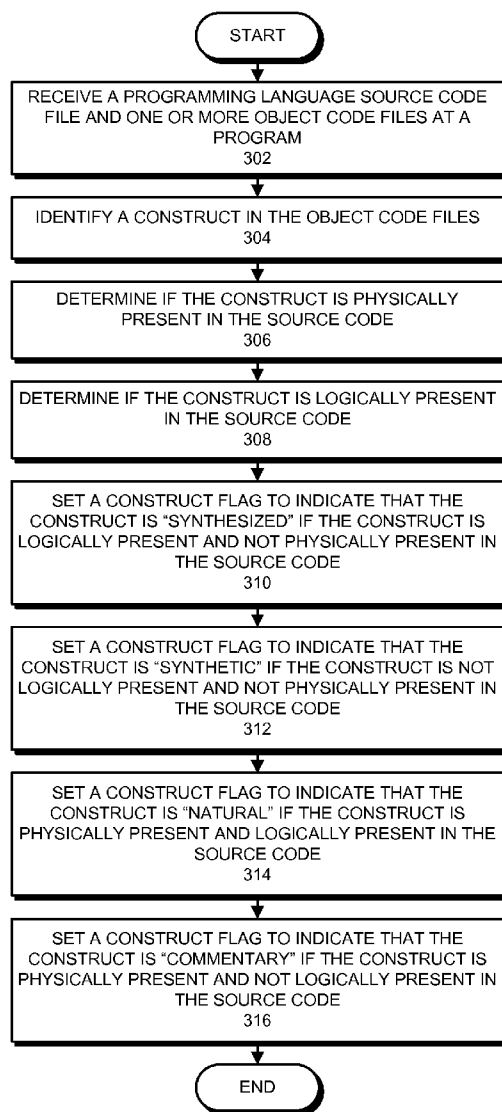 START
RECEIVE A PROGRAMMING LANGUAGE SOURCE CODE
FILE AND ONE OR MORE OBJECT CODE FILES AT A
PROGRAM
302
IDENTIFY A CONSTRUCT IN THE OBJECT CODE FILES
304
DETERMINE IF THE CONSTRUCT IS PHYSICALLY
PRESENT IN THE SOURCE CODE
306
DETERMINE IF THE CONSTRUCT IS LOGICALLY PRESENT
IN THE SOURCE CODE
308
SET A CONSTRUCT FLAG TO INDICATE THAT THE
CONSTRUCT IS “SYNTHESIZED” IF THE CONSTRUCT IS
LOGICALLY PRESENT AND NOT PHYSICALLY PRESENT IN
THE SOURCE CODE
310
SET A CONSTRUCT FLAG TO INDICATE THAT THE
CONSTRUCT IS “SYNTHETIC” IF THE CONSTRUCT IS NOT
LOGICALLY PRESENT AND NOT PHYSICALLY PRESENT IN
THE SOURCE CODE
312
SET A CONSTRUCT FLAG TO INDICATE THAT THE
CONSTRUCT IS “NATURAL” IF THE CONSTRUCT IS
PHYSICALLY PRESENT AND LOGICALLY PRESENT IN THE
SOURCE CODE
314
SET A CONSTRUCT FLAG TO INDICATE THAT THE
CONSTRUCT IS “COMMENTARY” IF THE CONSTRUCT IS
PHYSICALLY PRESENT AND NOT LOGICALLY PRESENT IN
THE SOURCE CODE
316
END